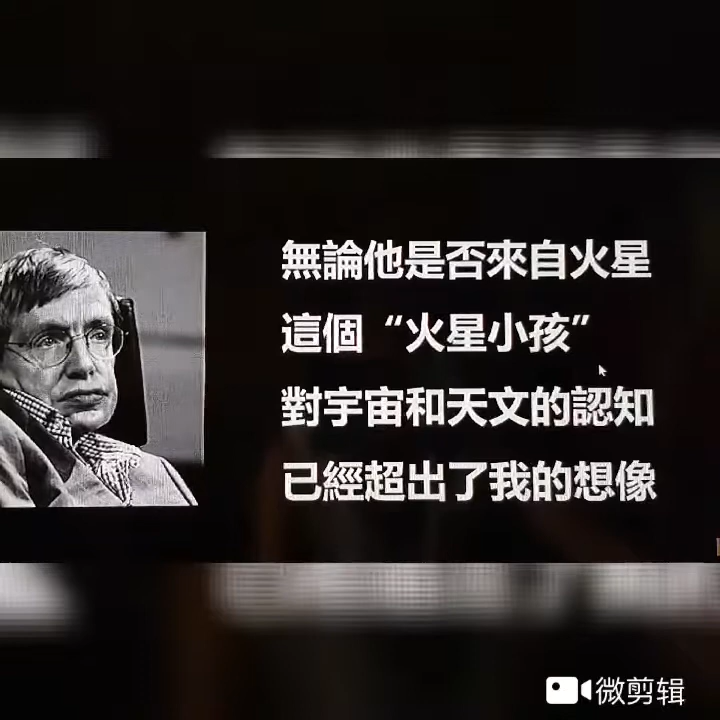 無論他是否來自火星
這個“火星小孩”
對宇宙和天文的認知
已經超出了我的想像
微剪辑